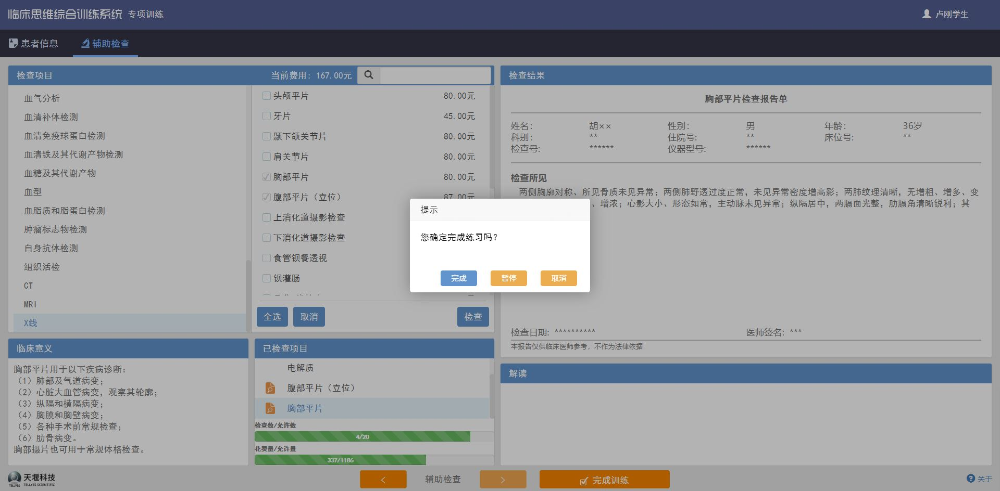 临床思维综合训练系统 专项训练
卢刚学生
患者信息
辅助检查
检查项目
当前费用: 167.00元
血气分析
血清补体检测
血清免疫球蛋白检测
血清铁及其代谢产物检测
血糖及其代谢产物
血型
血脂质和脂蛋白检测
肿瘤标志物检测
自身抗体检测
组织活检
CT
MRI
X线
头颅平片 80.00元
牙片 45.00元
颞下颌关节片 80.00元
肩关节片 80.00元
胸部平片 80.00元
腹部平片（立位） 87.00元
上消化道摄影检查
下消化道摄影检查
食管钡餐透视
钡灌肠
全选
取消
检查
检查结果
胸部平片检查报告单
姓名: 胡×× 性别: 男 年龄: 36岁
科别: ** 住院号: ** 床位号: **
检查号: ****** 仪器型号: ******
检查所见
两侧胸廓对称、所见骨质未见异常；两侧肺野透过度正常，未见异常密度增高影；两肺纹理清晰，无增粗、增多、变
、增浓；心影大小、形态如常，主动脉未见异常；纵隔居中，两膈面光整，肋膈角清晰锐利；其
检查日期: ********** 医师签名: ***
本报告仅供临床医师参考，不作为法律依据
提示
您确定完成练习吗?
完成
暂停
取消
临床意义
胸部平片用于以下疾病诊断:
（1）肺部及气道病变;
（2）心脏大血管病变，观察其轮廓;
（3）纵隔和横隔病变;
（4）胸膜和胸壁病变;
（5）各种手术前常规检查;
（6）肋骨病变。
胸部摄片也可用于常规体格检查。
已检查项目
电解质
腹部平片（立位）
胸部平片
检查数/允许数
4/20
花费量/允许量
337/1186
解读
天堰科技
TELLYES
TELLYES SCIENTIFIC
<
辅助检查
>
完成训练
关于